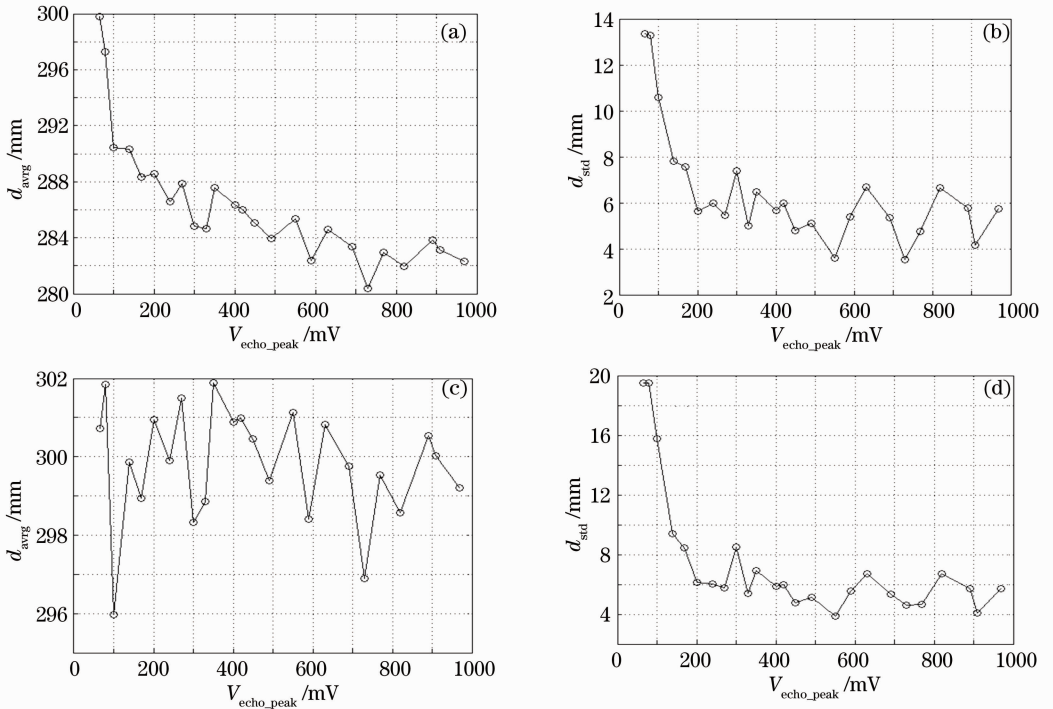 (a)
300
296
292
288
284
280
d_avrg /mm
0 200 400 600 800 1000
V_echo_peak /mV
(b)
14
12
10
8
6
4
2
d_std /mm
0 200 400 600 800 1000
V_echo_peak /mV
(c)
302
300
298
296
d_avrg /mm
0 200 400 600 800 1000
V_echo_peak /mV
(d)
20
16
12
8
4
d_std /mm
0 200 400 600 800 1000
V_echo_peak /mV